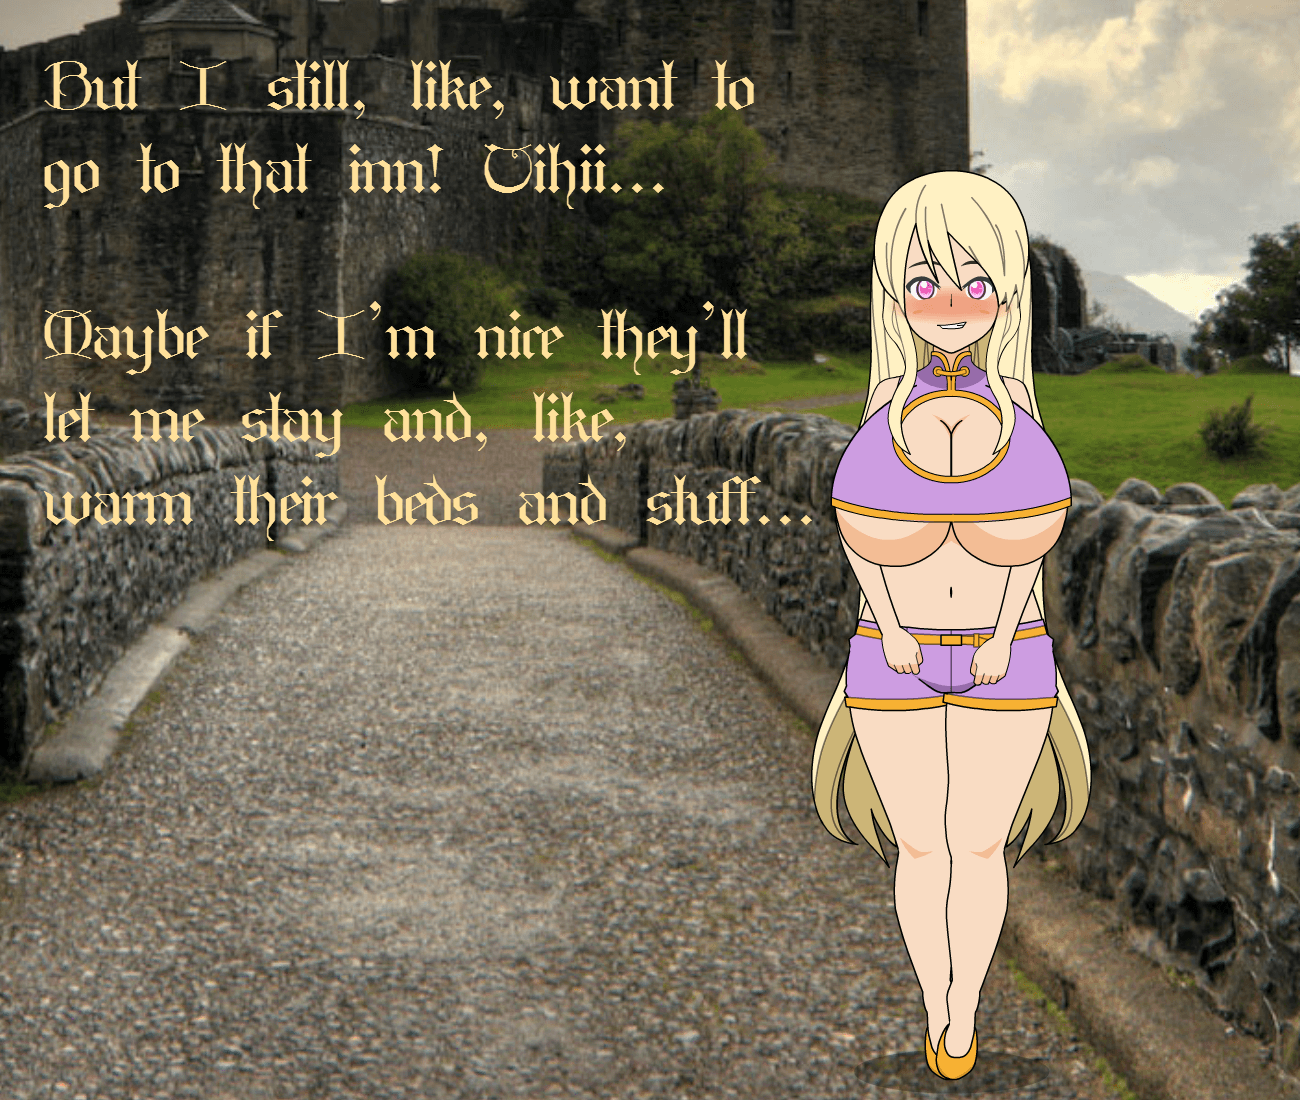 But I still, like, want to
go to that inn! Uihii...
Maybe if I'm nice they'll
let me stay and, like,
warm their beds and stuff...